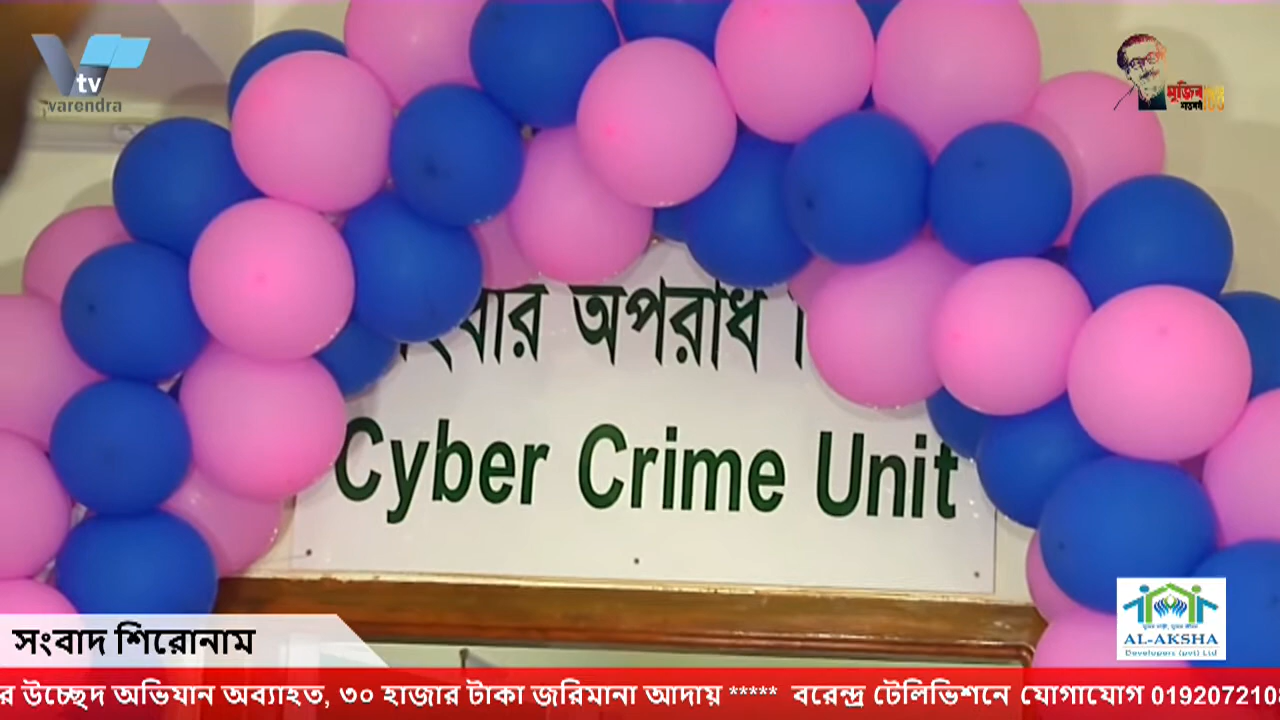 tv
varendra
মুজিব
অপরাধ
Cyber Crime Unit
AL-AKSHA
Developers (pvt) Ltd
সংবাদ শিরোনাম
র উচ্ছেদ অভিযান অব্যাহত, ৩০ হাজার টাকা জরিমানা আদায় ***** বরেন্দ্র টেলিভিশনে যোগাযোগ 0192072108